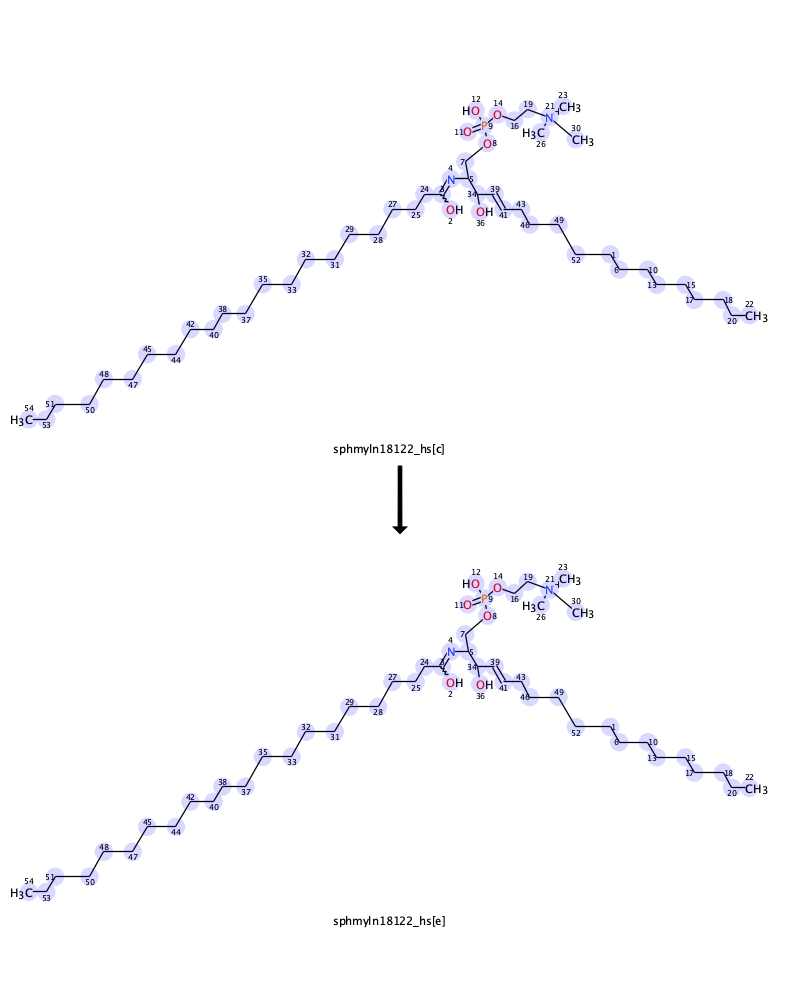 23
12 14 19 21 CH3
HO O N+ 30
11 O P 9 16 H3C CH3
O 8 26
7
4
N 5
24 3 34 39
27 25 OH OH 41 43
2 36 46 49
29 28
32 31 52 1
6 10
35 33 13 15
38 37 17 18 22
42 40 20 CH3
45 44
48 47
51 50
54
H3C 53
sphmyln18122_hs[c]
23
12 14 19 21 CH3
HO O N+ 30
11 O P 9 16 H3C CH3
O 8 26
7
4
N 5
24 3 34 39
27 25 OH OH 41 43
2 36 46 49
29 28
32 31 52 1
6 10
35 33 13 15
38 37 17 18 22
42 40 20 CH3
45 44
48 47
51 50
54
H3C 53
sphmyln18122_hs[e]